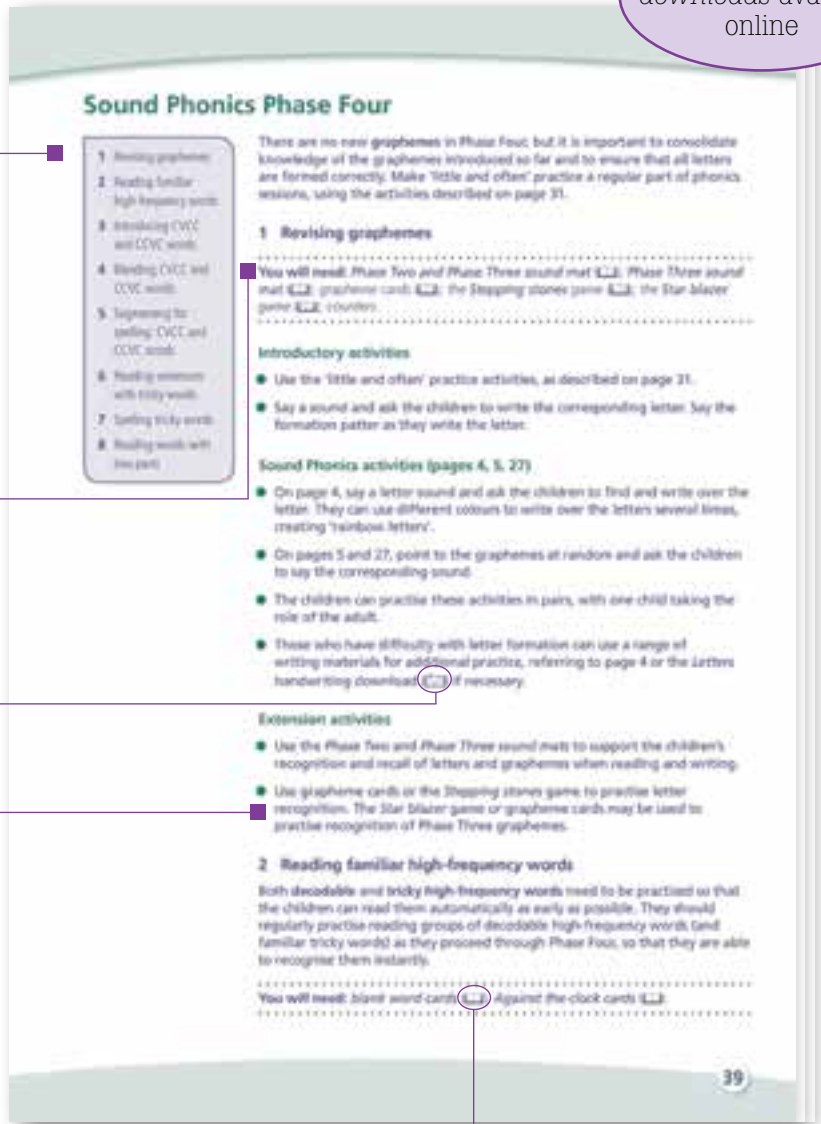 downloads ava
online
Sound Phonics Phase Four
1 Revising graphemes
2 Reading familiar
high-frequency words
3 Introducing CVCC
and CCVC words
4 Blending CVCC and
CCVC words
5 Segmenting for
spelling: CVCC and
CCVC words
6 Reading sentences
with tricky words
7 Spelling tricky words
8 Reading words with
two parts
There are no new graphemes in Phase Four, but it is important to consolidate
knowledge of the graphemes introduced so far and to ensure that all letters
are formed correctly. Make 'little and often' practice a regular part of phonics
sessions, using the activities described on page 31.
1 Revising graphemes
You will need: Phase Two and Phase Three sound mat; Phase Three sound
mat; grapheme cards; the Stepping stones game; the Star blazer
game; counters
Introductory activities
• Use the 'little and often' practice activities, as described on page 31.
• Say a sound and ask the children to write the corresponding letter. Say the
formation patter as they write the letter.
Sound Phonics activities (pages 4, 5, 27)
• On page 4, say a letter sound and ask the children to find and write over the
letter. They can use different colours to write over the letters several times,
creating 'rainbow letters'.
• On pages 5 and 27, point to the graphemes at random and ask the children
to say the corresponding sound.
• The children can practise these activities in pairs, with one child taking the
role of the adult.
• Those who have difficulty with letter formation can use a range of
writing materials for additional practice, referring to page 4 or the Letters
handwriting download if necessary.
Extension activities
• Use the Phase Two and Phase Three sound mats to support the children's
recognition and recall of letters and graphemes when reading and writing.
• Use grapheme cards or the Stepping stones game to practise letter
recognition. The Star blazer game or grapheme cards may be used to
practise recognition of Phase Three graphemes.
2 Reading familiar high-frequency words
Both decodable and tricky high-frequency words need to be practised so that
the children can read them automatically as early as possible. They should
regularly practise reading groups of decodable high-frequency words (and
familiar tricky words) as they proceed through Phase Four, so that they are able
to recognise them instantly.
You will need: blank word cards; Against the clock cards
39